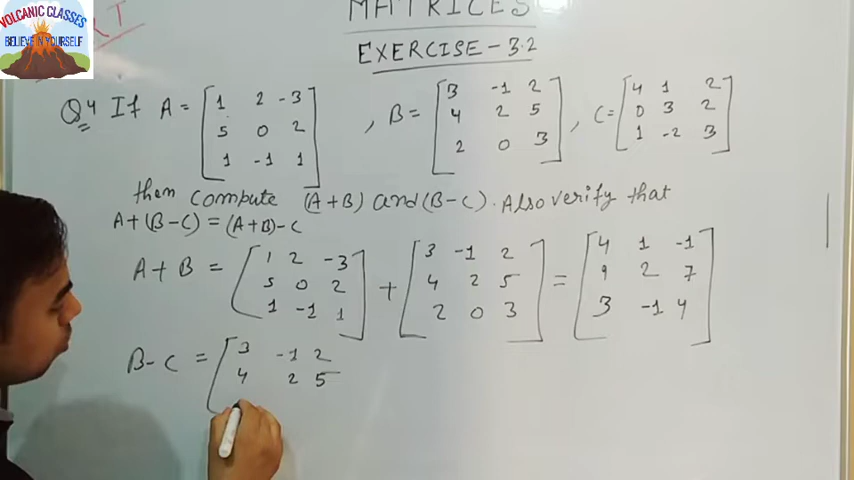 VOLCANIC CLASSES
BELIEVE IN YOURSELF
MATRICES
EXERCISE - 3.2
Q4 If A = [1 2 -3
5 0 2
1 -1 1] , B = [3 -1 2
4 2 5
2 0 3] , C = [4 1 2
0 3 2
1 -2 3]
then compute (A+B) and (B-C). Also verify that
A+(B-C) = (A+B)-C
A+B = [1 2 -3
5 0 2
1 -1 1] + [3 -1 2
4 2 5
2 0 3] = [4 1 -1
9 2 7
3 -1 4]
B-C = [3 -1 2
4 2 5